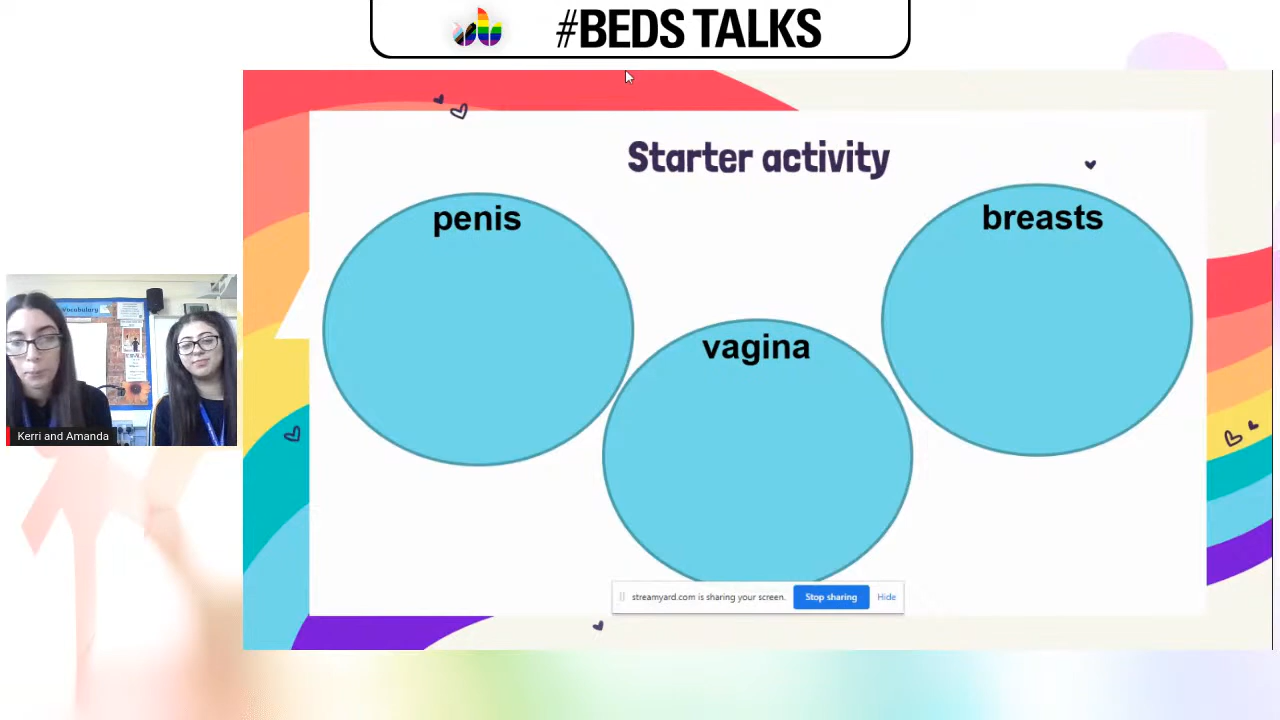 #BEDS TALKS
Starter activity
penis
breasts
vagina
Vocabulary
Kerri and Amanda
streamyard.com is sharing your screen.
Stop sharing
Hide